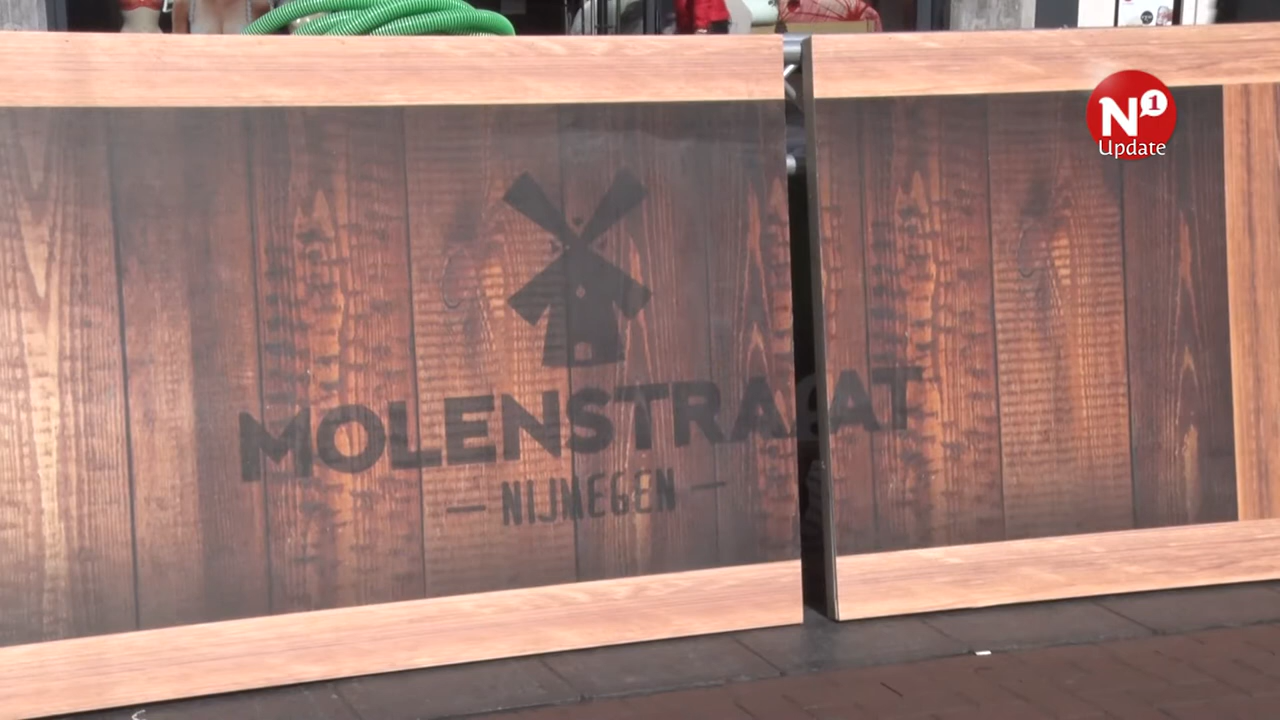 N1
Update
MOLENSTRAAT
— NIJMEGEN —